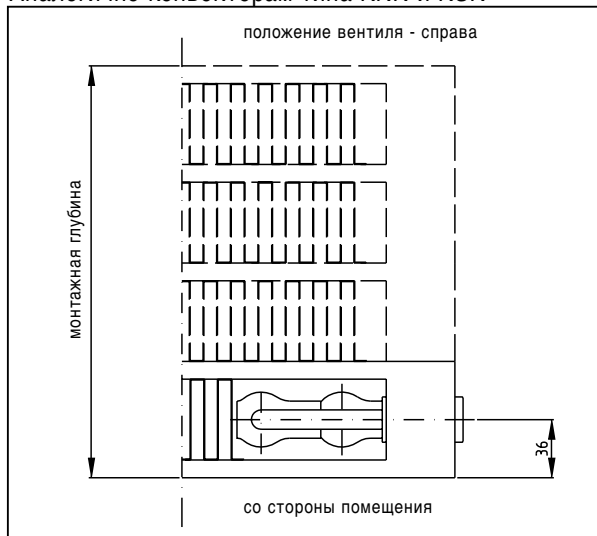 положение вентиля - справа
монтажная глубина
36
со стороны помещения